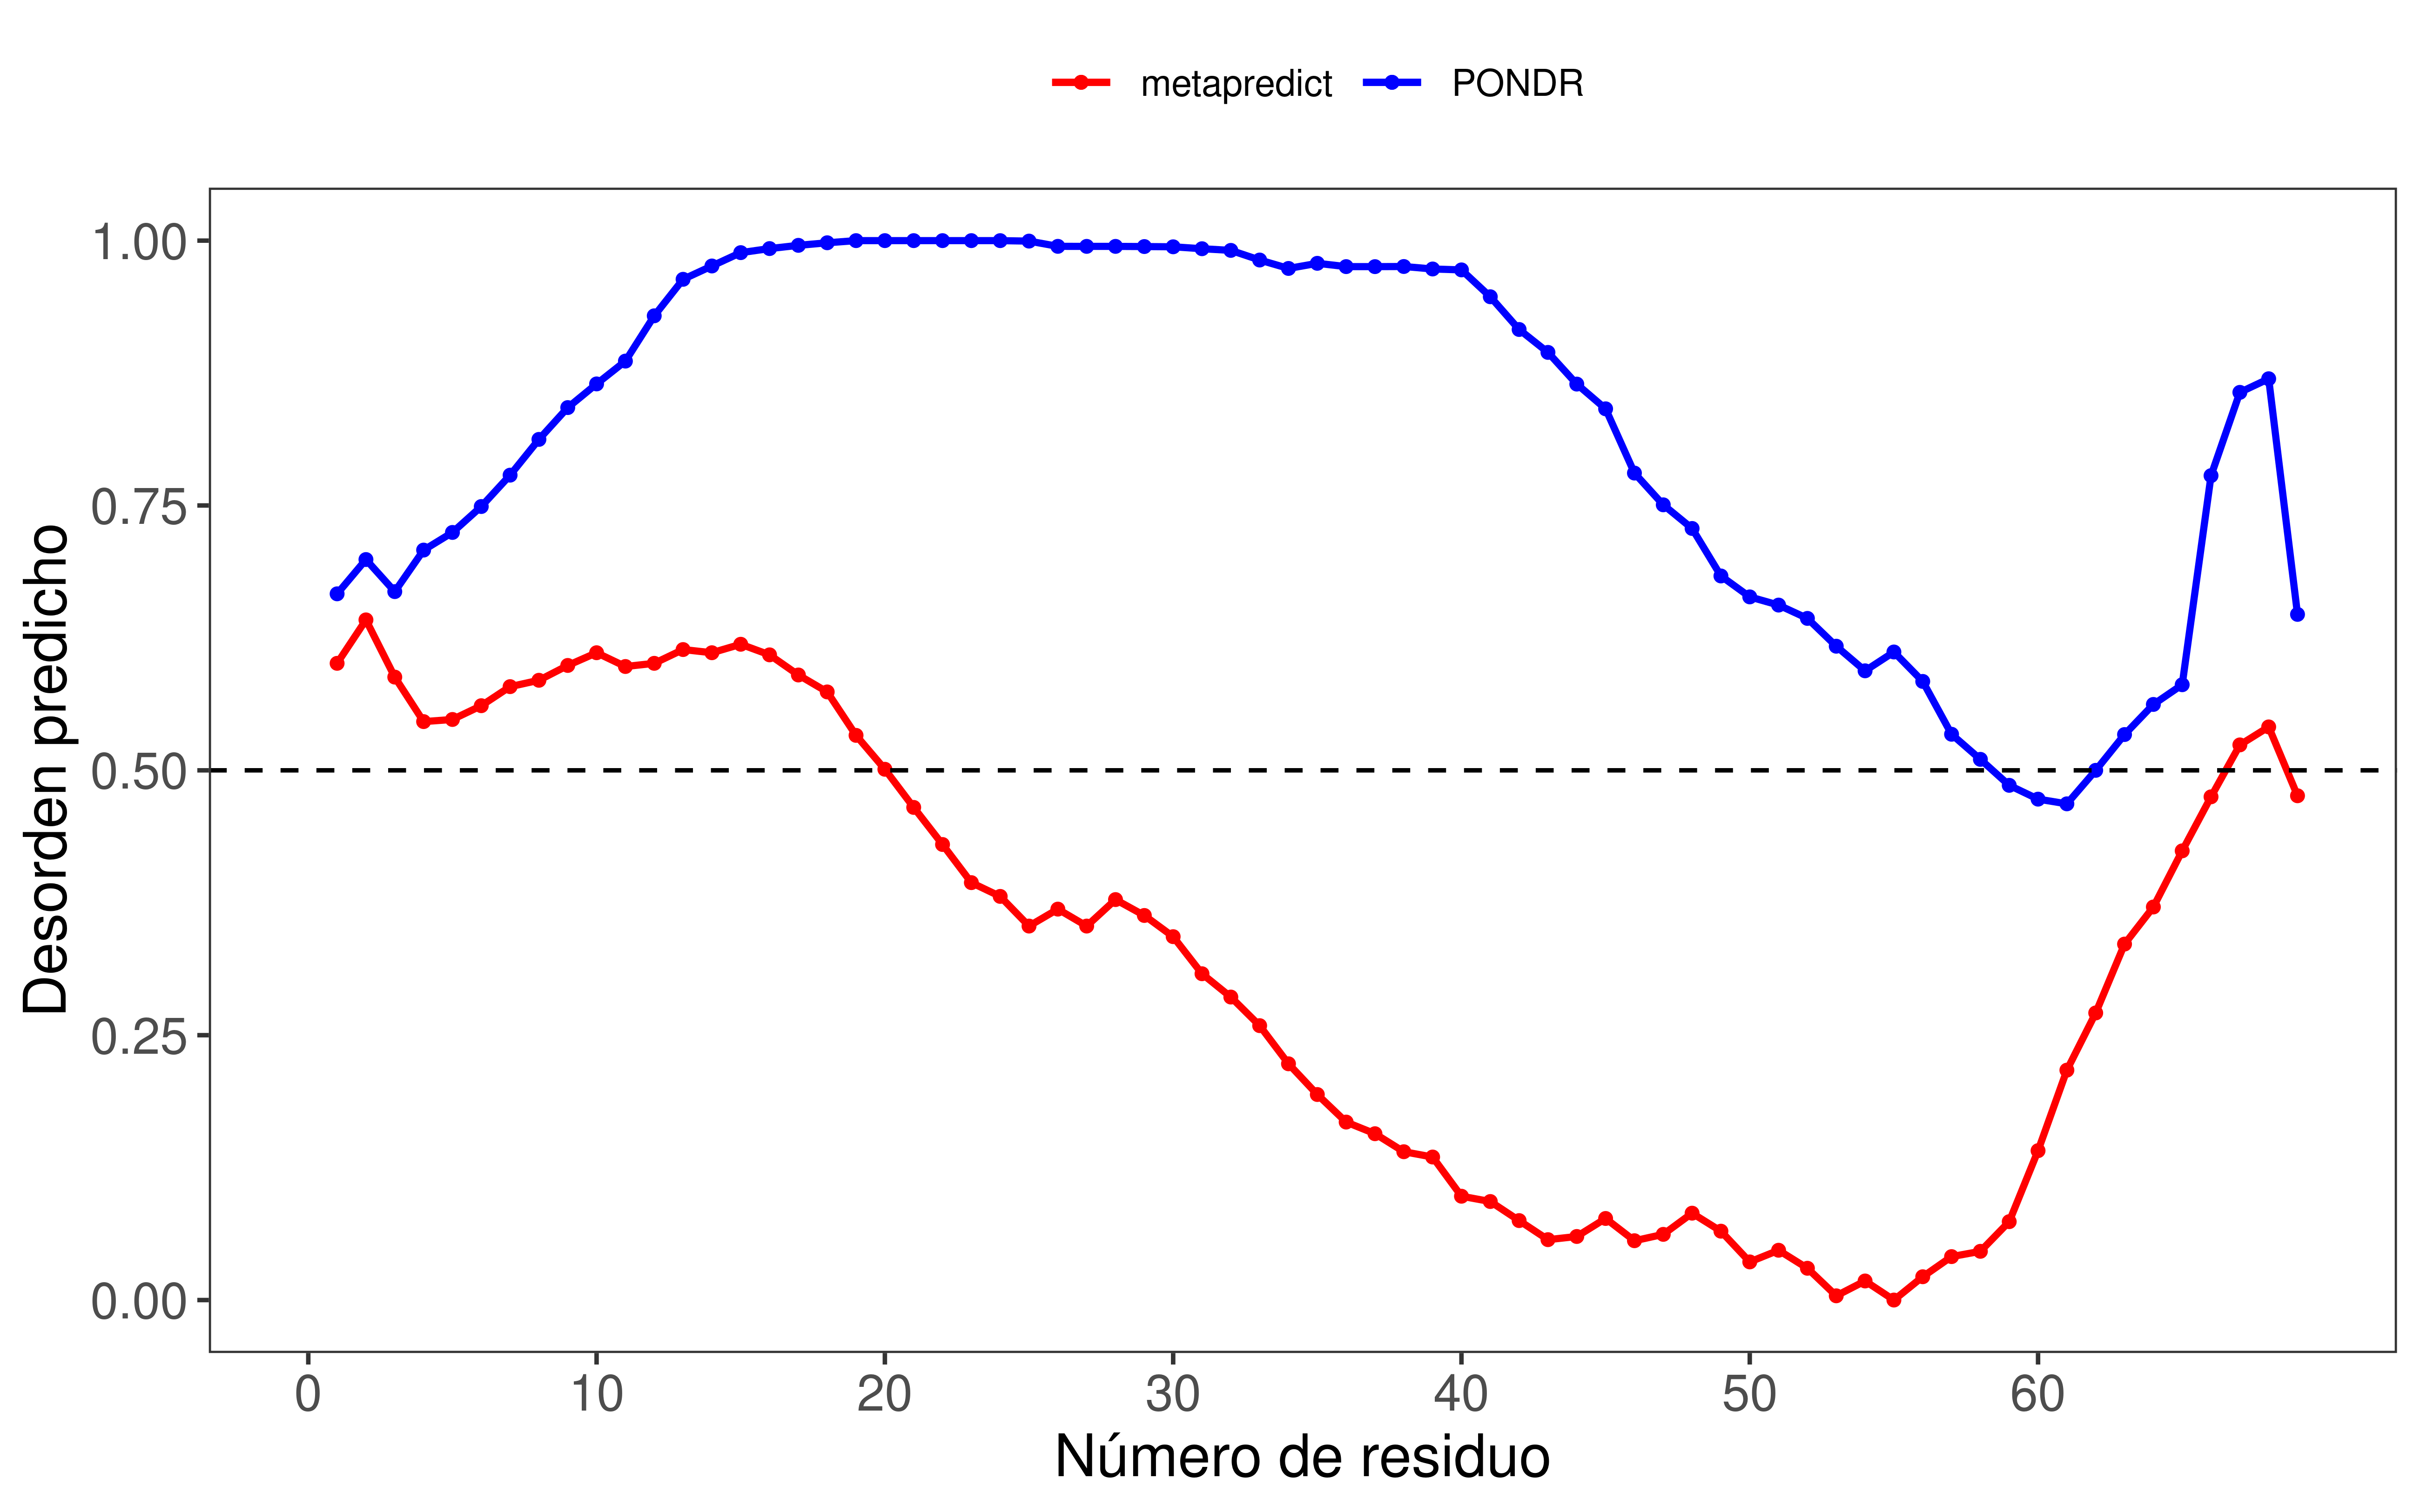 metapredict PONDR
Desorden predicho
1.00
0.75
0.50
0.25
0.00
0 10 20 30 40 50 60
Número de residuo